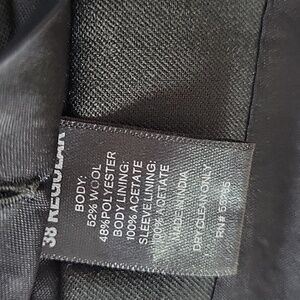 38 REGULAR
BODY:
52% WOOL
48%POLYESTER
BODY LINING:
100% ACETATE
SLEEVE LINING:
100% ACETATE
MADE IN INDIA
DRY CLEAN ONLY
RN#